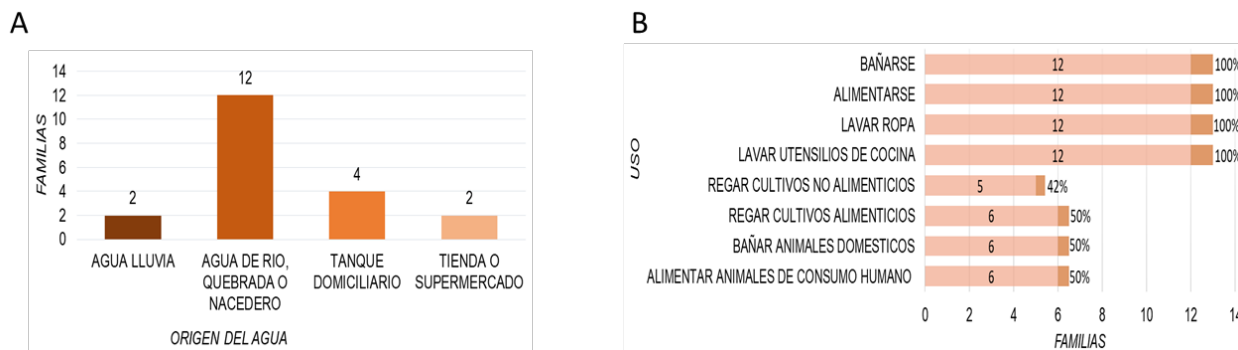 A
FAMILIAS
14
12
10
8
6
4
2
0
2
12
4
2
AGUA LLUVIA
AGUA DE RIO,
QUEBRADA O
NACEDERO
TANQUE
DOMICILIARIO
TIENDA O
SUPERMERCADO
ORIGEN DEL AGUA
B
USO
BAÑARSE 12 100%
ALIMENTARSE 12 100%
LAVAR ROPA 12 100%
LAVAR UTENSILIOS DE COCINA 12 100%
REGAR CULTIVOS NO ALIMENTICIOS 5 42%
REGAR CULTIVOS ALIMENTICIOS 6 50%
BAÑAR ANIMALES DOMESTICOS 6 50%
ALIMENTAR ANIMALES DE CONSUMO HUMANO 6 50%
0 2 4 6 8 10 12 14
FAMILIAS